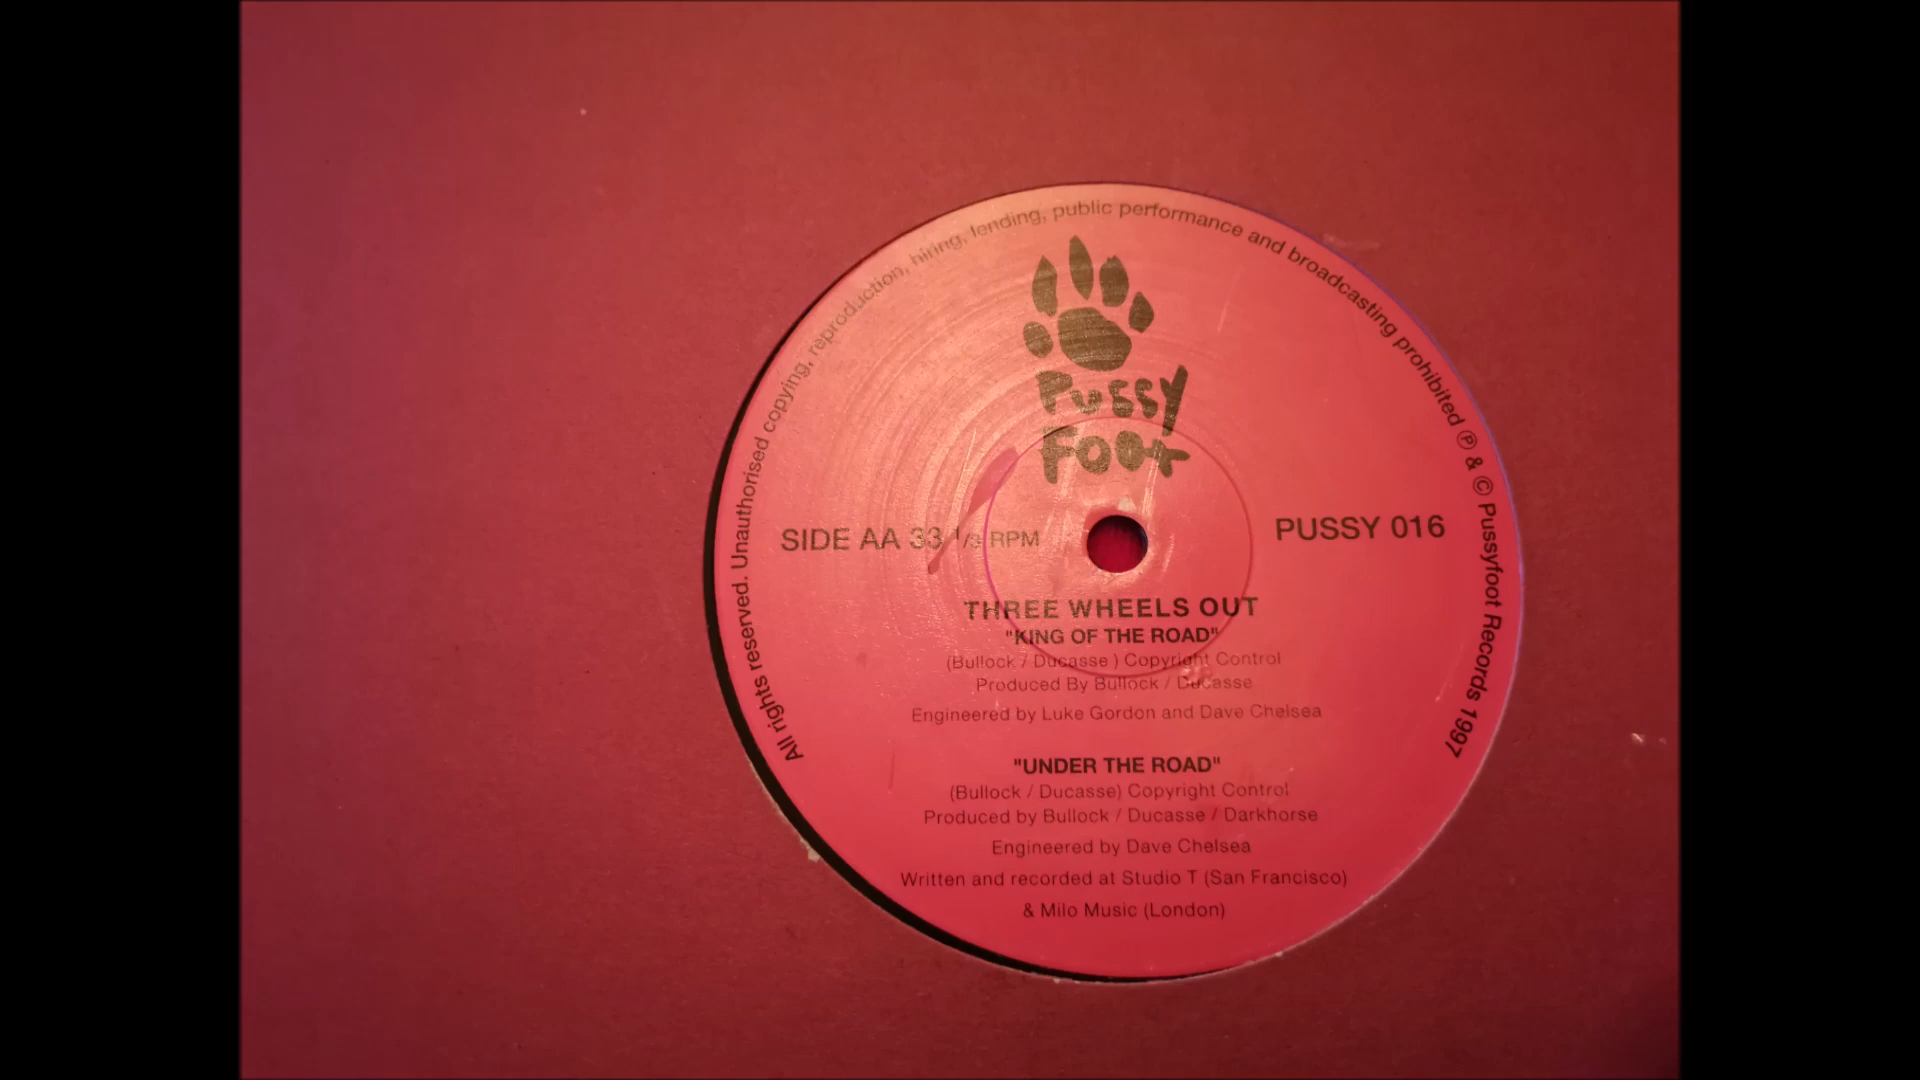 All rights reserved. Unauthorised copying, reproduction, hiring, lending, public performance and broadcasting prohibited ℗ & © Pussyfoot Records 1997
PUSSY
FOOT
SIDE AA 33 1/3 RPM
PUSSY 016
THREE WHEELS OUT
"KING OF THE ROAD"
(Bullock / Ducasse ) Copyright Control
Produced By Bullock / Ducasse
Engineered by Luke Gordon and Dave Chelsea
"UNDER THE ROAD"
(Bullock / Ducasse) Copyright Control
Produced by Bullock / Ducasse / Darkhorse
Engineered by Dave Chelsea
Written and recorded at Studio T (San Francisco)
& Milo Music (London)